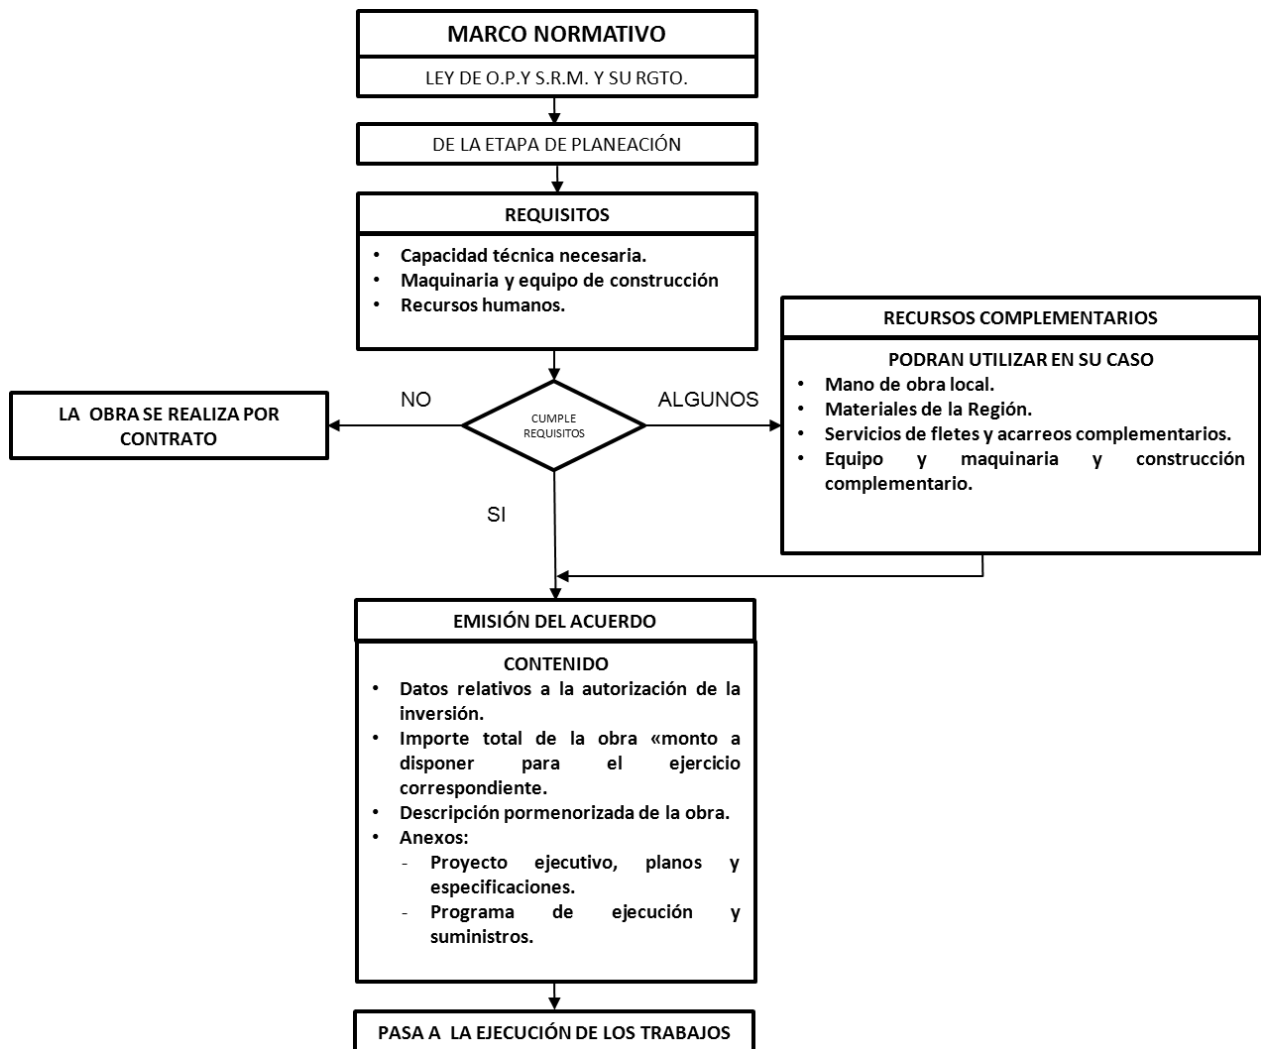 MARCO NORMATIVO
LEY DE O.P.Y S.R.M. Y SU RGTO.
DE LA ETAPA DE PLANEACIÓN
REQUISITOS
• Capacidad técnica necesaria.
• Maquinaria y equipo de construcción
• Recursos humanos.
RECURSOS COMPLEMENTARIOS
PODRAN UTILIZAR EN SU CASO
• Mano de obra local.
• Materiales de la Región.
• Servicios de fletes y acarreos complementarios.
• Equipo y maquinaria y construcción
complementario.
NO
ALGUNOS
LA OBRA SE REALIZA POR
CONTRATO
CUMPLE
REQUISITOS
SI
EMISIÓN DEL ACUERDO
CONTENIDO
• Datos relativos a la autorización de la
inversión.
• Importe total de la obra «monto a
disponer para el ejercicio
correspondiente.
• Descripción pormenorizada de la obra.
• Anexos:
- Proyecto ejecutivo, planos y
especificaciones.
- Programa de ejecución y
suministros.
PASA A LA EJECUCIÓN DE LOS TRABAJOS